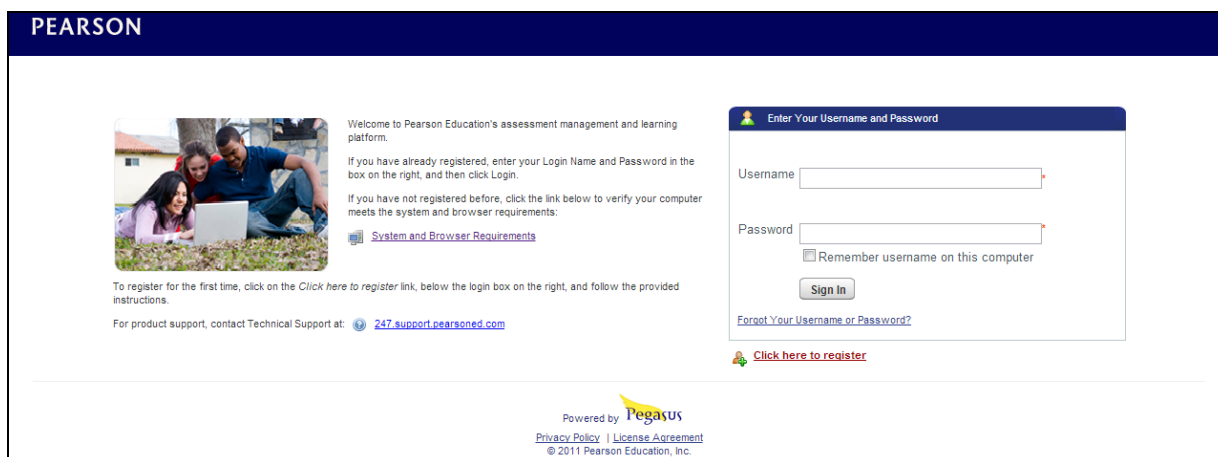 PEARSON
Welcome to Pearson Education's assessment management and learning
platform.
If you have already registered, enter your Login Name and Password in the
box on the right, and then click Login.
If you have not registered before, click the link below to verify your computer
meets the system and browser requirements:
System and Browser Requirements
To register for the first time, click on the Click here to register link, below the login box on the right, and follow the provided
instructions.
For product support, contact Technical Support at: 247.support.pearsoned.com
Enter Your Username and Password
Username *
Password *
Remember username on this computer
Sign In
Forgot Your Username or Password?
Click here to register
Powered by Pegasus
Privacy Policy | License Agreement
© 2011 Pearson Education, Inc.